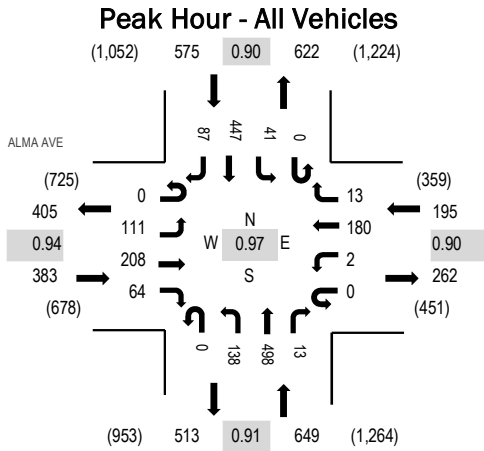 Peak Hour - All Vehicles
(1,052) 575 0.90 622 (1,224)
87 447 41 0
ALMA AVE
(725) (359)
0 13
405 195
111 180
N
0.94 W 0.97 E 0.90
208 2
S
383 262
64 0
(678) (451)
0 138 498 13
(953) 513 0.91 649 (1,264)